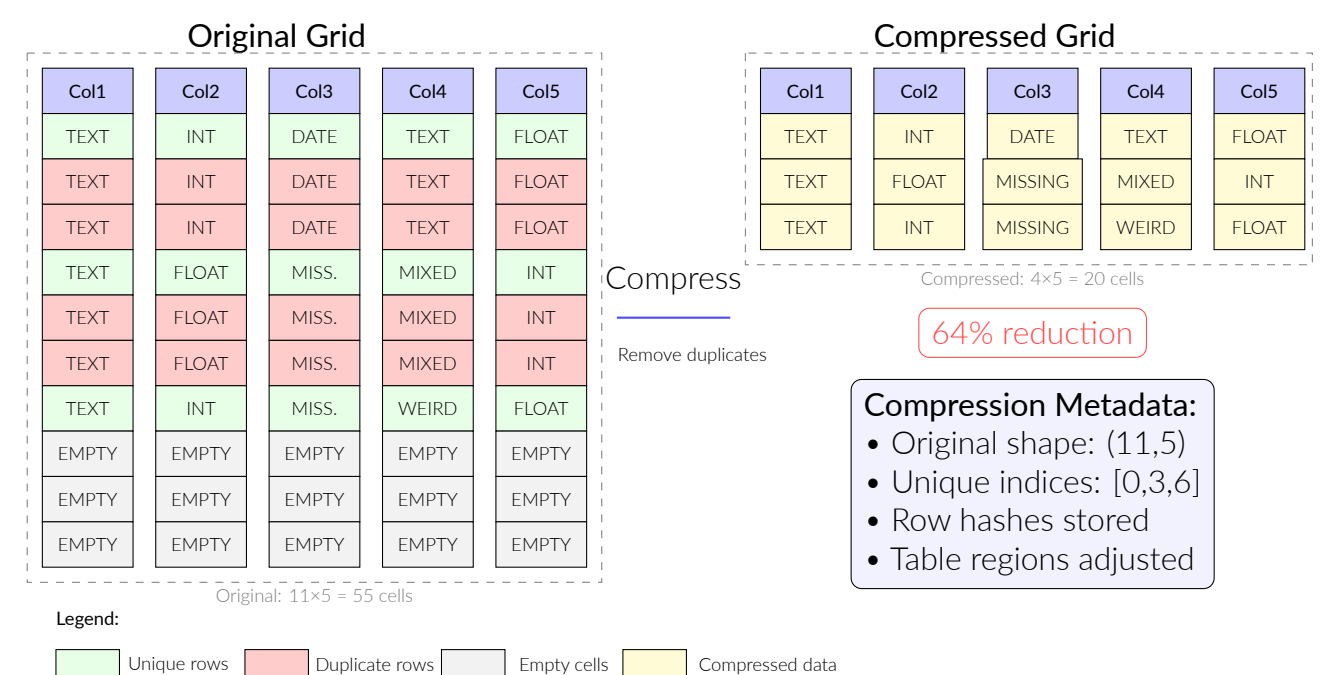 Original Grid
Col1 Col2 Col3 Col4 Col5
TEXT INT DATE TEXT FLOAT
TEXT INT DATE TEXT FLOAT
TEXT INT DATE TEXT FLOAT
TEXT FLOAT MISS. MIXED INT
TEXT FLOAT MISS. MIXED INT
TEXT FLOAT MISS. MIXED INT
TEXT INT MISS. WEIRD FLOAT
EMPTY EMPTY EMPTY EMPTY EMPTY
EMPTY EMPTY EMPTY EMPTY EMPTY
EMPTY EMPTY EMPTY EMPTY EMPTY
Original: 11×5 = 55 cells
Compress
Remove duplicates
Compressed Grid
Col1 Col2 Col3 Col4 Col5
TEXT INT DATE TEXT FLOAT
TEXT FLOAT MISSING MIXED INT
TEXT INT MISSING WEIRD FLOAT
Compressed: 4×5 = 20 cells
64% reduction
Compression Metadata:
• Original shape: (11,5)
• Unique indices: [0,3,6]
• Row hashes stored
• Table regions adjusted
Legend:
Unique rows Duplicate rows Empty cells Compressed data